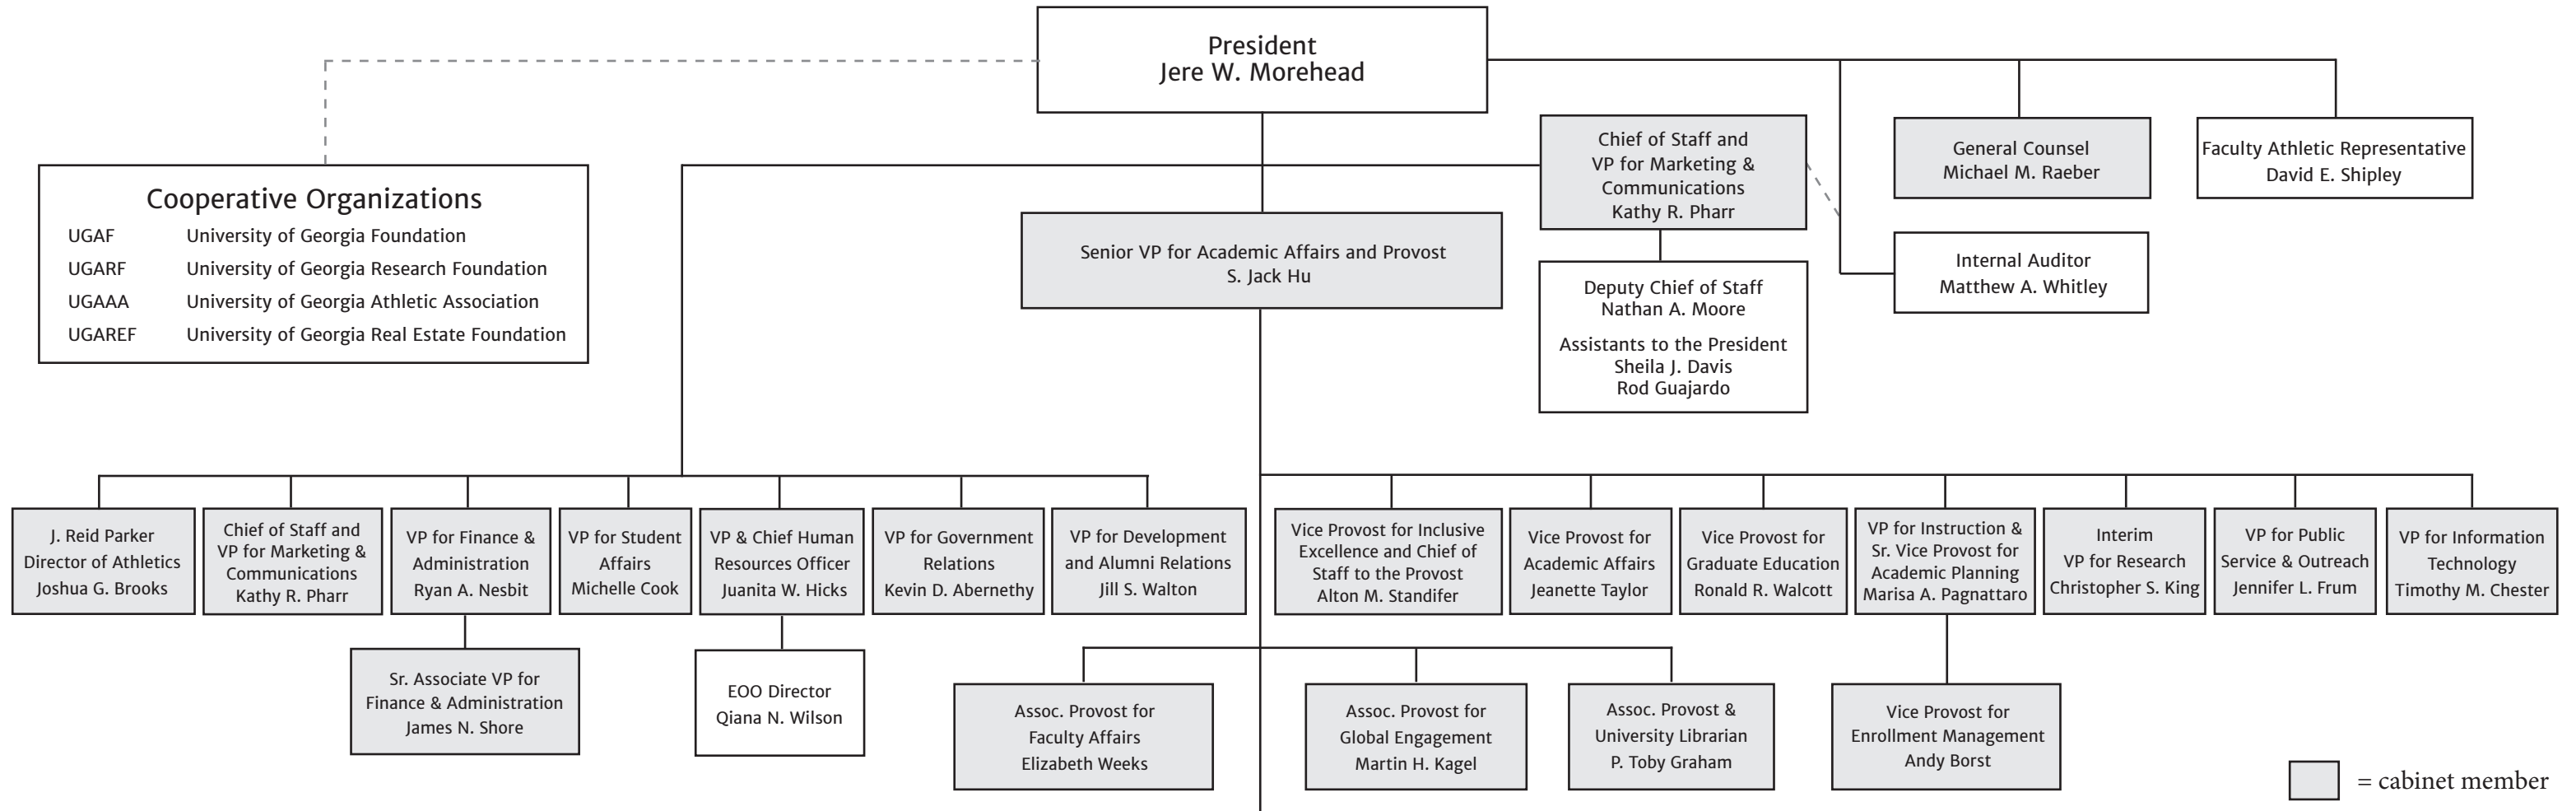 President
Jere W. Morehead
Cooperative Organizations
UGAF University of Georgia Foundation
UGARF University of Georgia Research Foundation
UGAAA University of Georgia Athletic Association
UGAREF University of Georgia Real Estate Foundation
Chief of Staff and
VP for Marketing &
Communications
Kathy R. Pharr
General Counsel
Michael M. Raeber
Faculty Athletic Representative
David E. Shipley
Senior VP for Academic Affairs and Provost
S. Jack Hu
Deputy Chief of Staff
Nathan A. Moore
Assistants to the President
Sheila J. Davis
Rod Guajardo
Internal Auditor
Matthew A. Whitley
J. Reid Parker
Director of Athletics
Joshua G. Brooks
Chief of Staff and
VP for Marketing &
Communications
Kathy R. Pharr
VP for Finance &
Administration
Ryan A. Nesbit
VP for Student
Affairs
Michelle Cook
VP & Chief Human
Resources Officer
Juanita W. Hicks
VP for Government
Relations
Kevin D. Abernethy
VP for Development
and Alumni Relations
Jill S. Walton
Vice Provost for Inclusive
Excellence and Chief of
Staff to the Provost
Alton M. Standifer
Vice Provost for
Academic Affairs
Jeanette Taylor
Vice Provost for
Graduate Education
Ronald R. Walcott
VP for Instruction &
Sr. Vice Provost for
Academic Planning
Marisa A. Pagnattaro
Interim
VP for Research
Christopher S. King
VP for Public
Service & Outreach
Jennifer L. Frum
VP for Information
Technology
Timothy M. Chester
Sr. Associate VP for
Finance & Administration
James N. Shore
EOO Director
Qiana N. Wilson
Assoc. Provost for
Faculty Affairs
Elizabeth Weeks
Assoc. Provost for
Global Engagement
Martin H. Kagel
Assoc. Provost &
University Librarian
P. Toby Graham
Vice Provost for
Enrollment Management
Andy Borst
= cabinet member